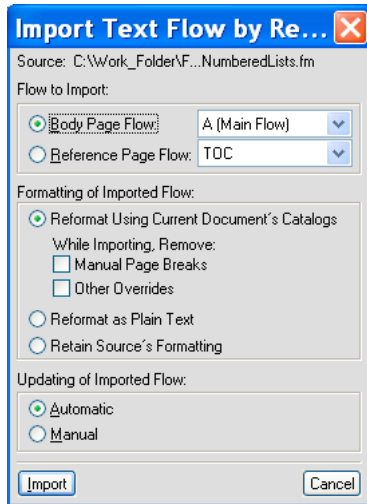 Import Text Flow by Re...
Source: C:\Work_Folder\F...NumberedLists.fm
Flow to Import:
Body Page Flow: A (Main Flow)
Reference Page Flow: TOC
Formatting of Imported Flow:
Reformat Using Current Document's Catalogs
While Importing, Remove:
Manual Page Breaks
Other Overrides
Reformat as Plain Text
Retain Source's Formatting
Updating of Imported Flow:
Automatic
Manual
Import Cancel